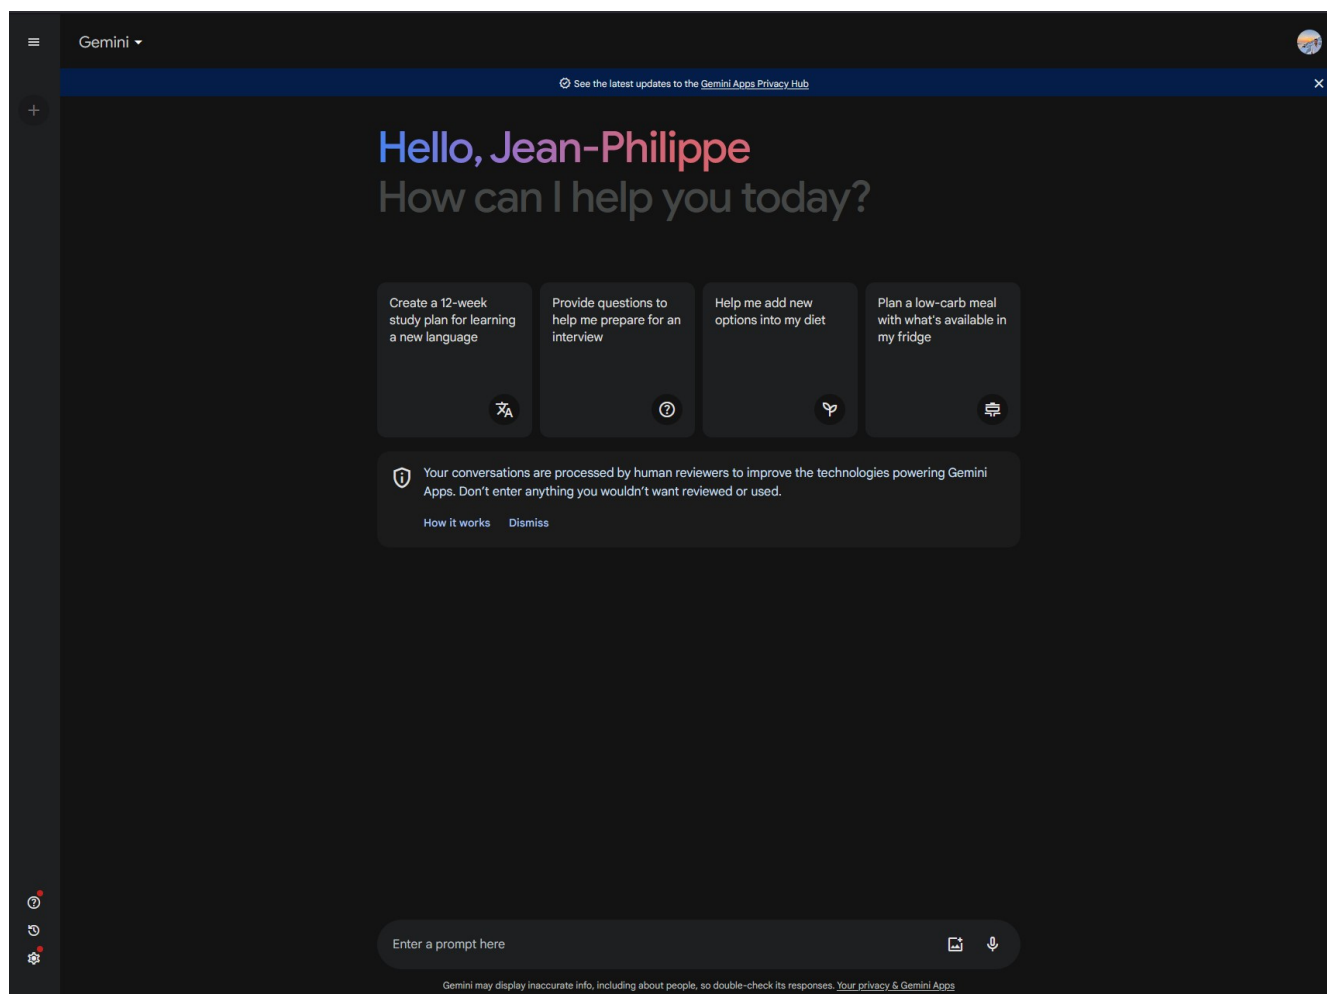 Gemini
See the latest updates to the Gemini Apps Privacy Hub
Hello, Jean-Philippe
How can I help you today?
Create a 12-week
study plan for learning
a new language
Provide questions to
help me prepare for an
interview
Help me add new
options into my diet
Plan a low-carb meal
with what's available in
my fridge
Your conversations are processed by human reviewers to improve the technologies powering Gemini
Apps. Don’t enter anything you wouldn’t want reviewed or used.
How it works Dismiss
Enter a prompt here
Gemini may display inaccurate info, including about people, so double-check its responses. Your privacy & Gemini Apps